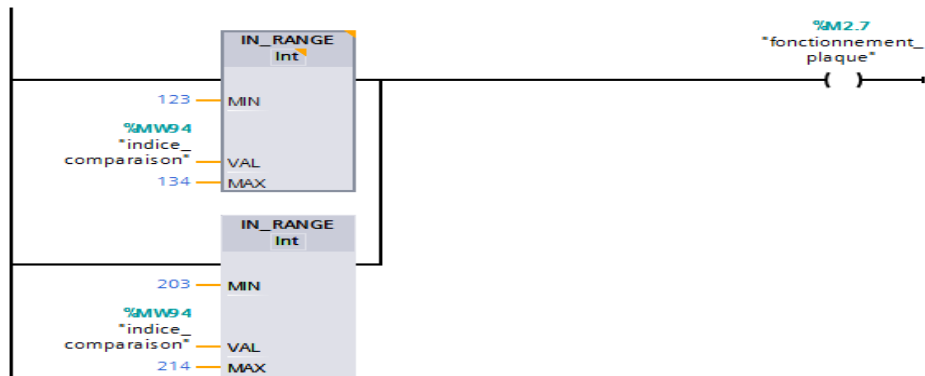 %M2.7
"fonctionnement_
plaque"
IN_RANGE
Int
123
MIN
%MW94
"indice_
comparaison"
VAL
134
MAX
IN_RANGE
Int
203
MIN
%MW94
"indice_
comparaison"
VAL
214
MAX